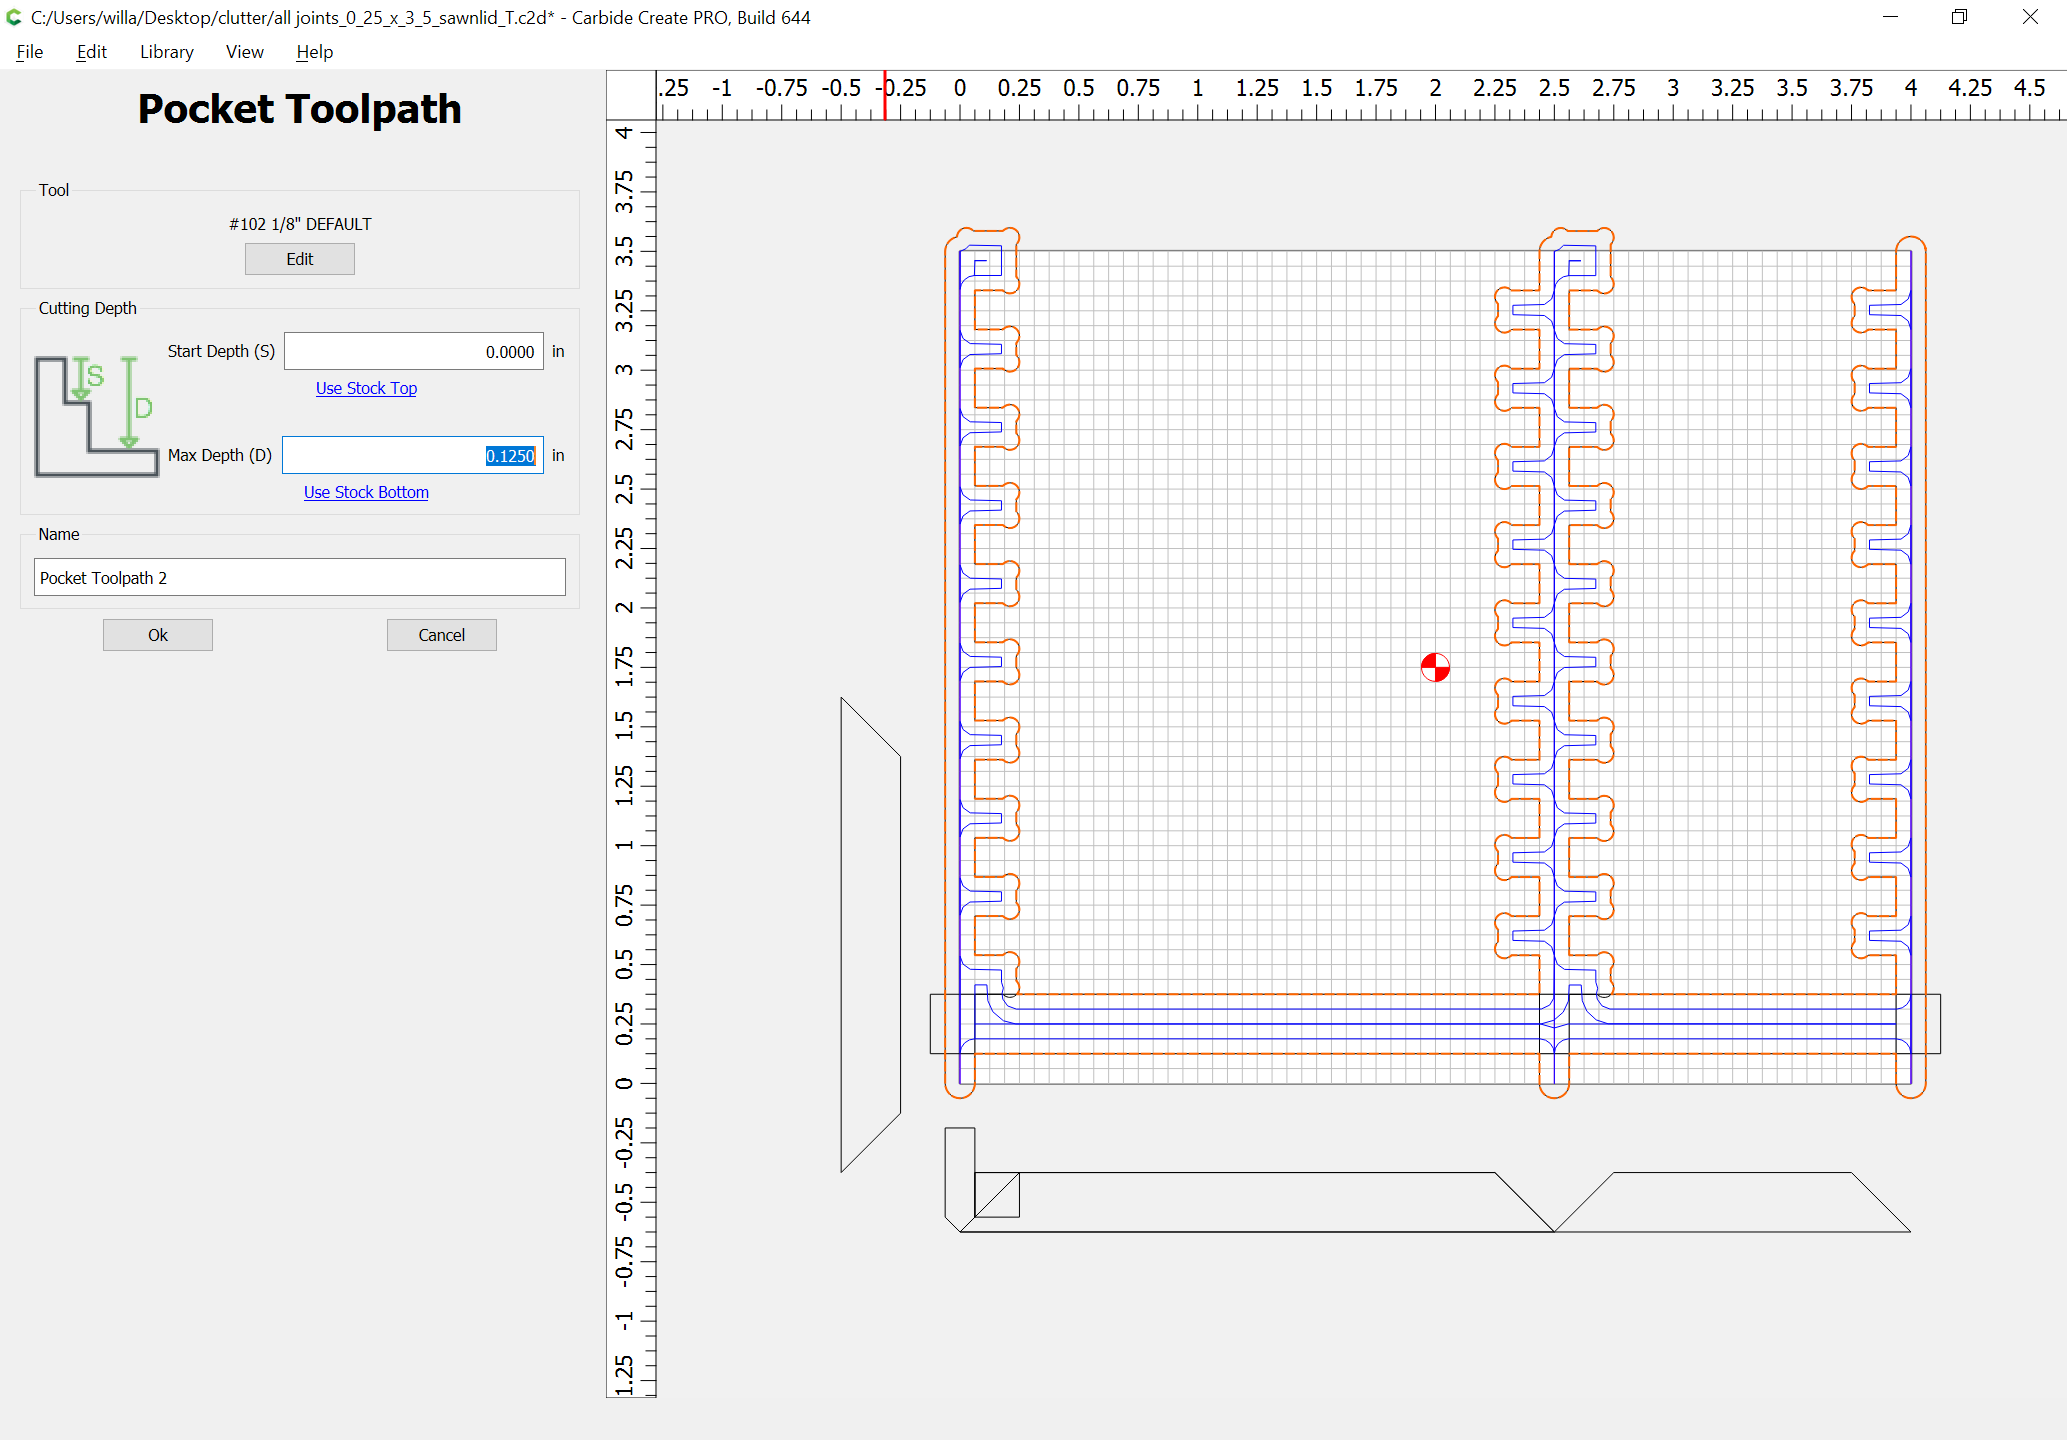 C:/Users/willa/Desktop/clutter/all joints_0_25_x_3_5_sawnlid_T.c2d* - Carbide Create PRO, Build 644
File Edit Library View Help
Pocket Toolpath
Tool
#102 1/8" DEFAULT
Edit
Cutting Depth
Start Depth (S) 0.0000 in
Use Stock Top
S
D
Max Depth (D) 0.1250 in
Use Stock Bottom
Name
Pocket Toolpath 2
Ok Cancel
.25 -1 -0.75 -0.5 -0.25 0 0.25 0.5 0.75 1 1.25 1.5 1.75 2 2.25 2.5 2.75 3 3.25 3.5 3.75 4 4.25 4.5
4
3.75
3.5
3.25
3
2.75
2.5
2.25
2
1.75
1.5
1.25
1
0.75
0.5
0.25
0
-0.25
-0.5
-0.75
-1
1.25